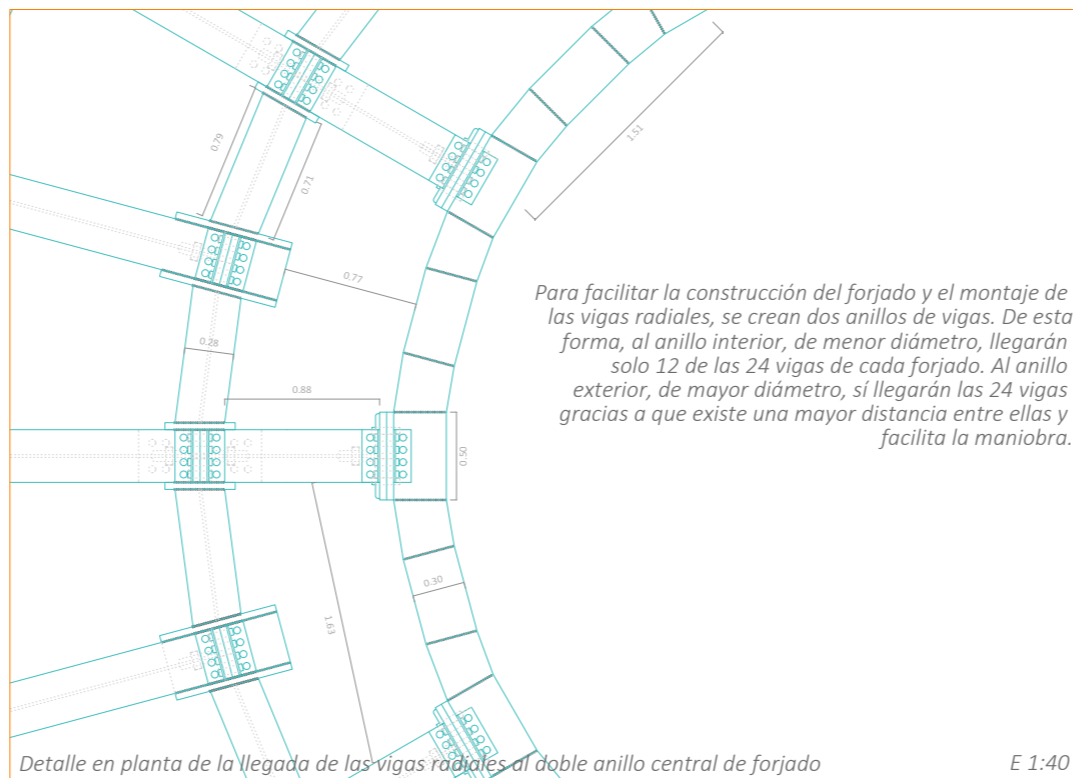 1.51
0.79
0.71
0.77
Para facilitar la construcción del forjado y el montaje de
las vigas radiales, se crean dos anillos de vigas. De esta
forma, al anillo interior, de menor diámetro, llegarán
solo 12 de las 24 vigas de cada forjado. Al anillo
exterior, de mayor diámetro, sí llegarán las 24 vigas
gracias a que existe una mayor distancia entre ellas y
facilita la maniobra.
0.28
0.88
0.50
0.30
1.63
Detalle en planta de la llegada de las vigas radiales al doble anillo central de forjado
E 1:40